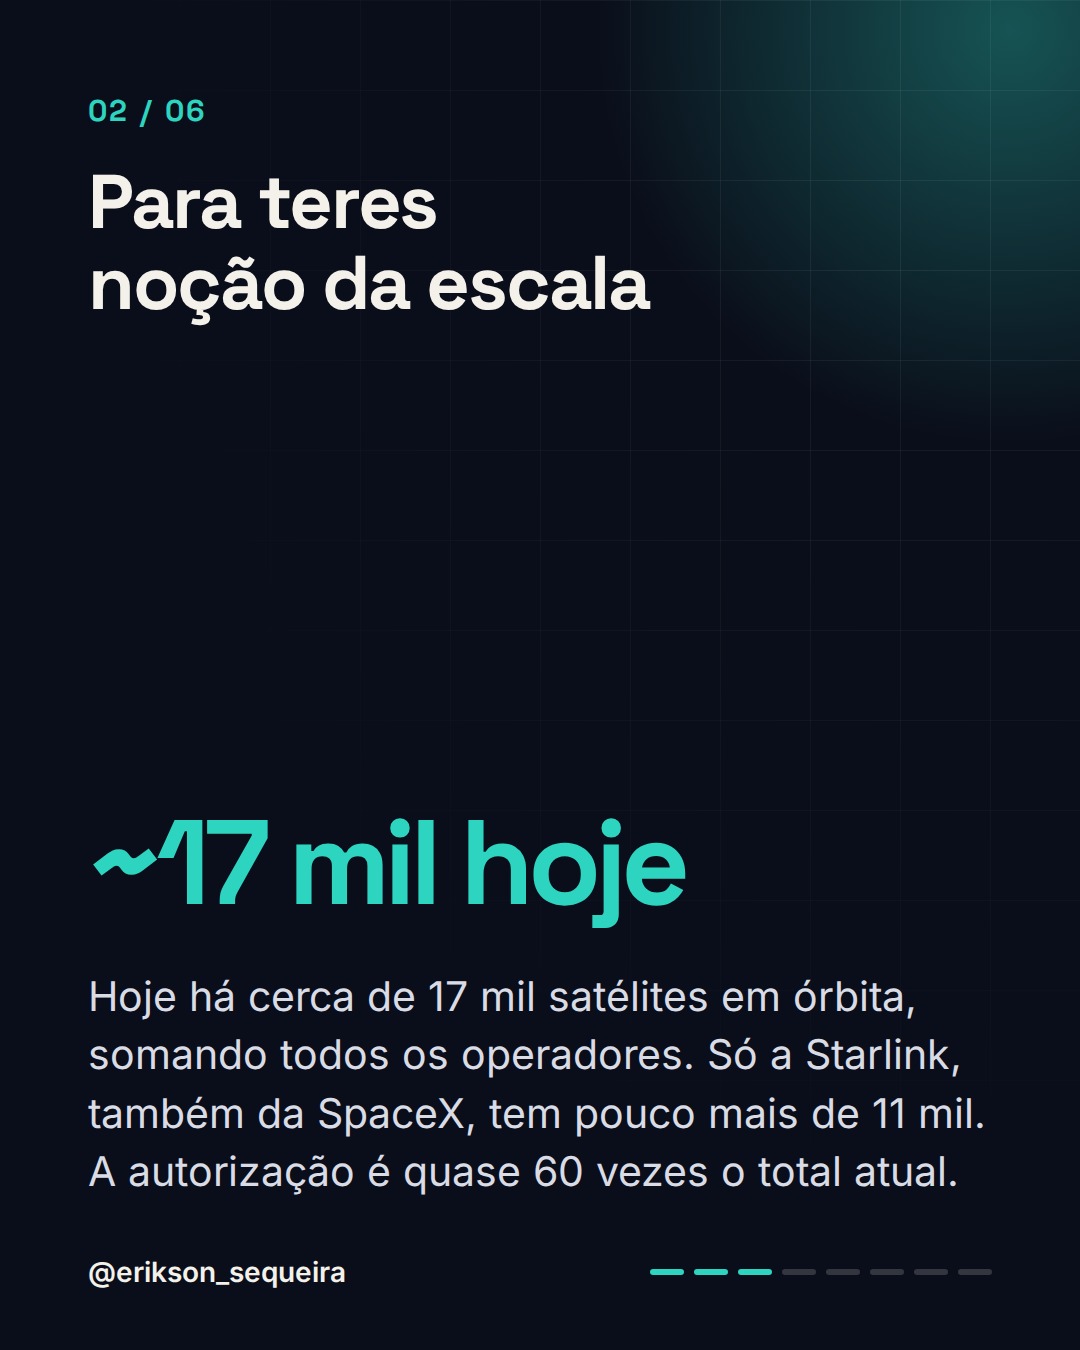 02 / 06
Para teres
noção da escala
~17 mil hoje
Hoje há cerca de 17 mil satélites em órbita,
somando todos os operadores. Só a Starlink,
também da SpaceX, tem pouco mais de 11 mil.
A autorização é quase 60 vezes o total atual.
@erikson_sequeira